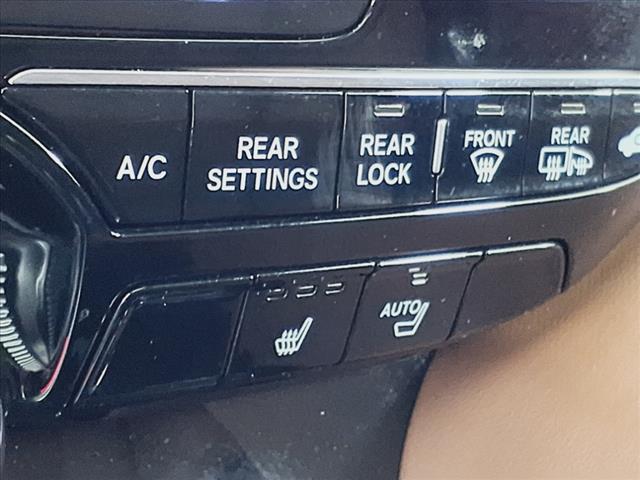 A/C
REAR
SETTINGS
REAR
LOCK
FRONT
REAR
AUTO